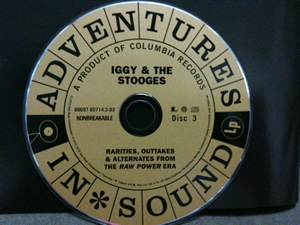 ADVENTURES
IN * SOUND
Lp
A PRODUCT OF COLUMBIA RECORDS
IGGY & THE
STOOGES
88697 65714 2-D3
NONBREAKABLE
Disc 3
RARITIES, OUTTAKES
& ALTERNATES FROM
THE RAW POWER ERA